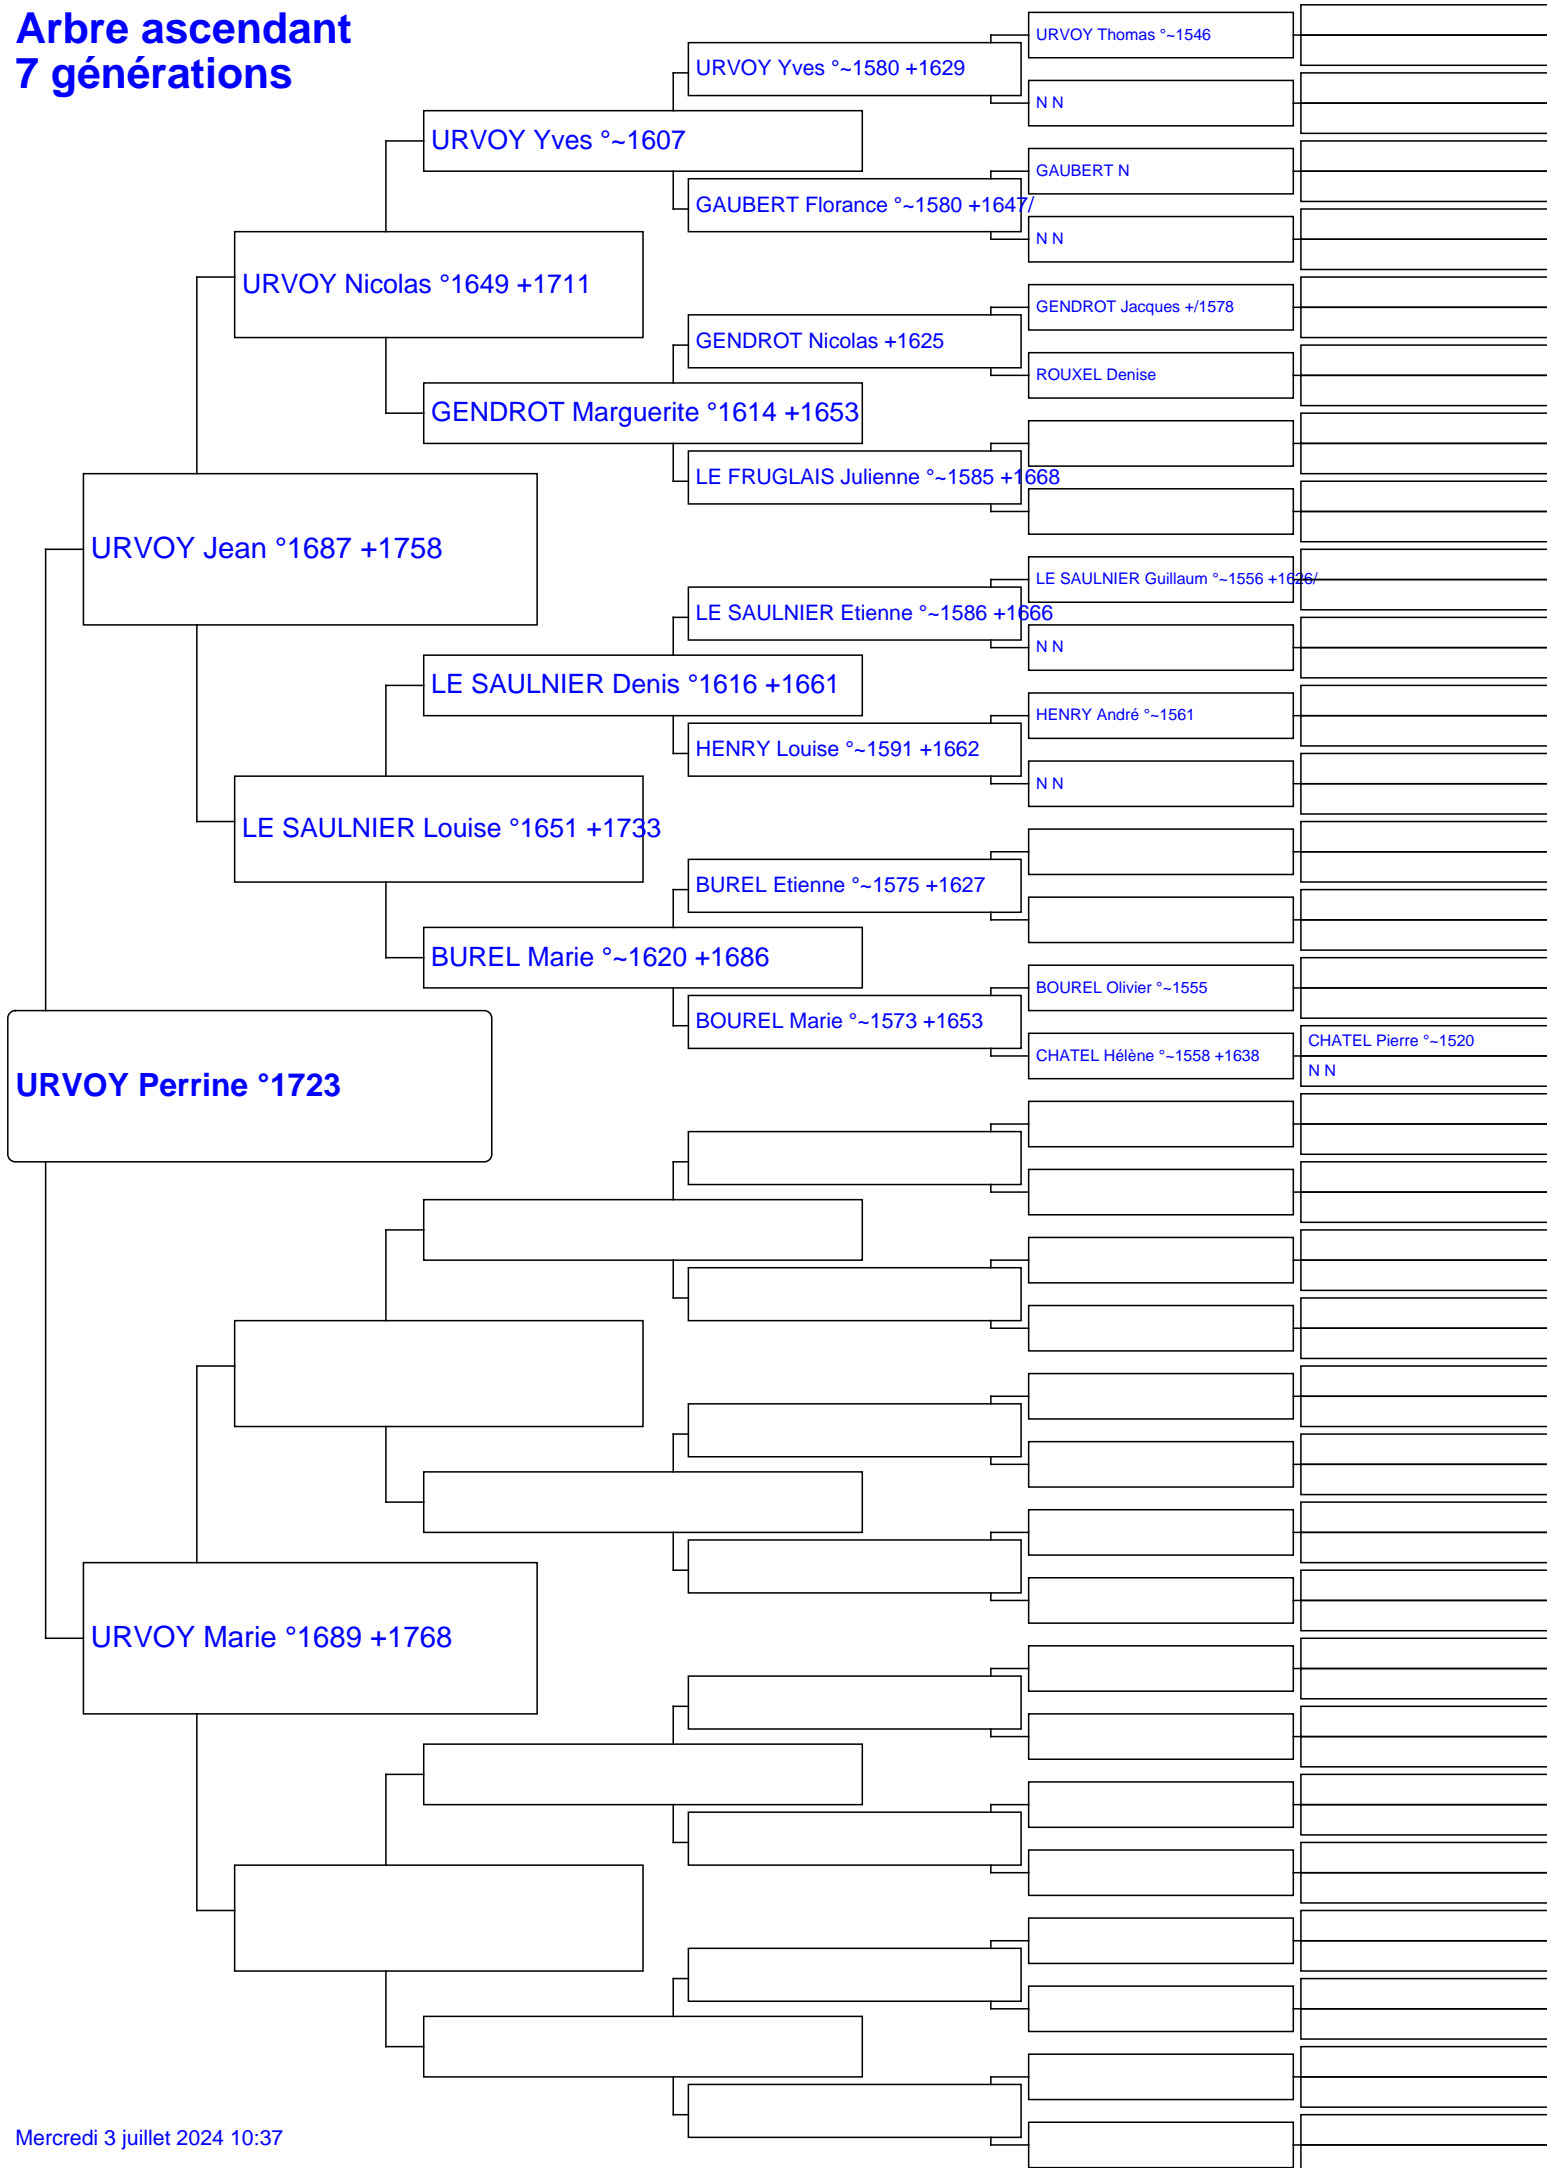 Arbre ascendant
7 générations
URVOY Thomas °~1546
URVOY Yves °~1580 +1629
N N
URVOY Yves °~1607
GAUBERT N
GAUBERT Florance °~1580 +1647/
N N
URVOY Nicolas °1649 +1711
GENDROT Jacques +/1578
GENDROT Nicolas +1625
ROUXEL Denise
GENDROT Marguerite °1614 +1653
LE FRUGLAIS Julienne °~1585 +1668
URVOY Jean °1687 +1758
LE SAULNIER Guillaum °~1556 +1626/
LE SAULNIER Etienne °~1586 +1666
N N
LE SAULNIER Denis °1616 +1661
HENRY André °~1561
HENRY Louise °~1591 +1662
N N
LE SAULNIER Louise °1651 +1733
BUREL Etienne °~1575 +1627
BUREL Marie °~1620 +1686
BOUREL Olivier °~1555
BOUREL Marie °~1573 +1653
CHATEL Pierre °~1520
CHATEL Hélène °~1558 +1638
N N
URVOY Perrine °1723
URVOY Marie °1689 +1768
Mercredi 3 juillet 2024 10:37